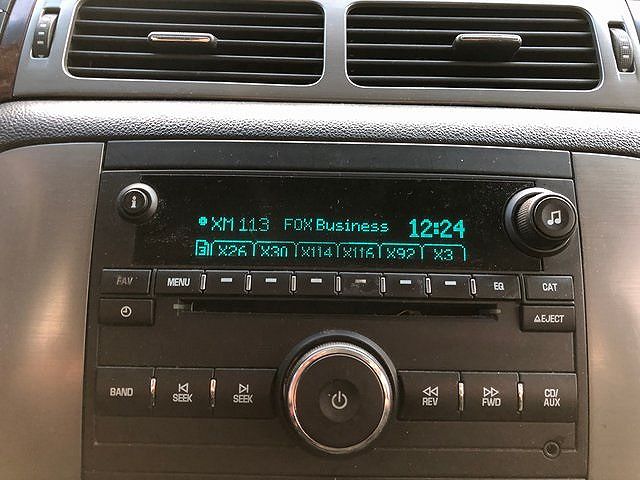 XM 113 FOX Business 12:24
X26 X30 X114 X116 X92 X3
FAV MENU EQ CAT
EJECT
BAND SEEK SEEK REV FWD CD/
AUX